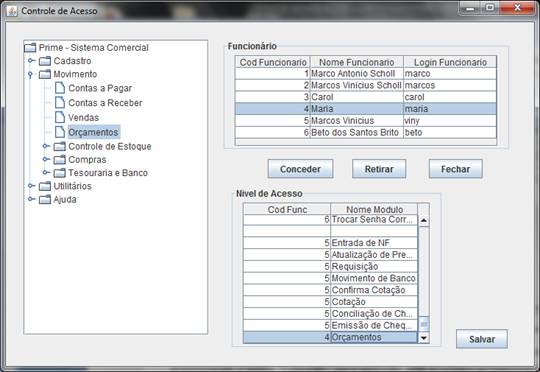 Controle de Acesso
Prime - Sistema Comercial
Cadastro
Movimento
Contas a Pagar
Contas a Receber
Vendas
Orçamentos
Controle de Estoque
Compras
Tesouraria e Banco
Utilitários
Ajuda
Funcionário
Cod Funcionario Nome Funcionario Login Funcionario
1 Marco Antonio Scholl marco
2 Marcos Vinicius Scholl marcos
3 Carol carol
4 Maria maria
5 Marcos Vinicius viny
6 Beto dos Santos Brito beto
Conceder Retirar Fechar
Nivel de Acesso
Cod Func Nome Modulo
6 Trocar Senha Corr...
5 Entrada de NF
5 Atualização de Pre...
5 Requisição
5 Movimento de Banco
5 Confirma Cotação
5 Cotação
5 Conciliação de Ch...
5 Emissão de Cheq...
4 Orçamentos
Salvar